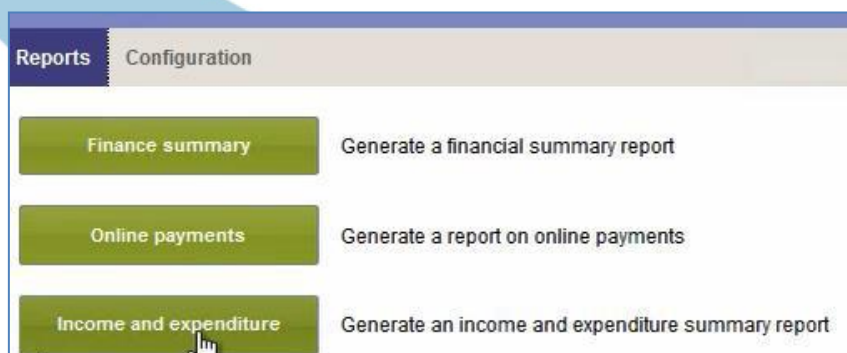 Reports Configuration
Finance summary Generate a financial summary report
Online payments Generate a report on online payments
Income and expenditure Generate an income and expenditure summary report